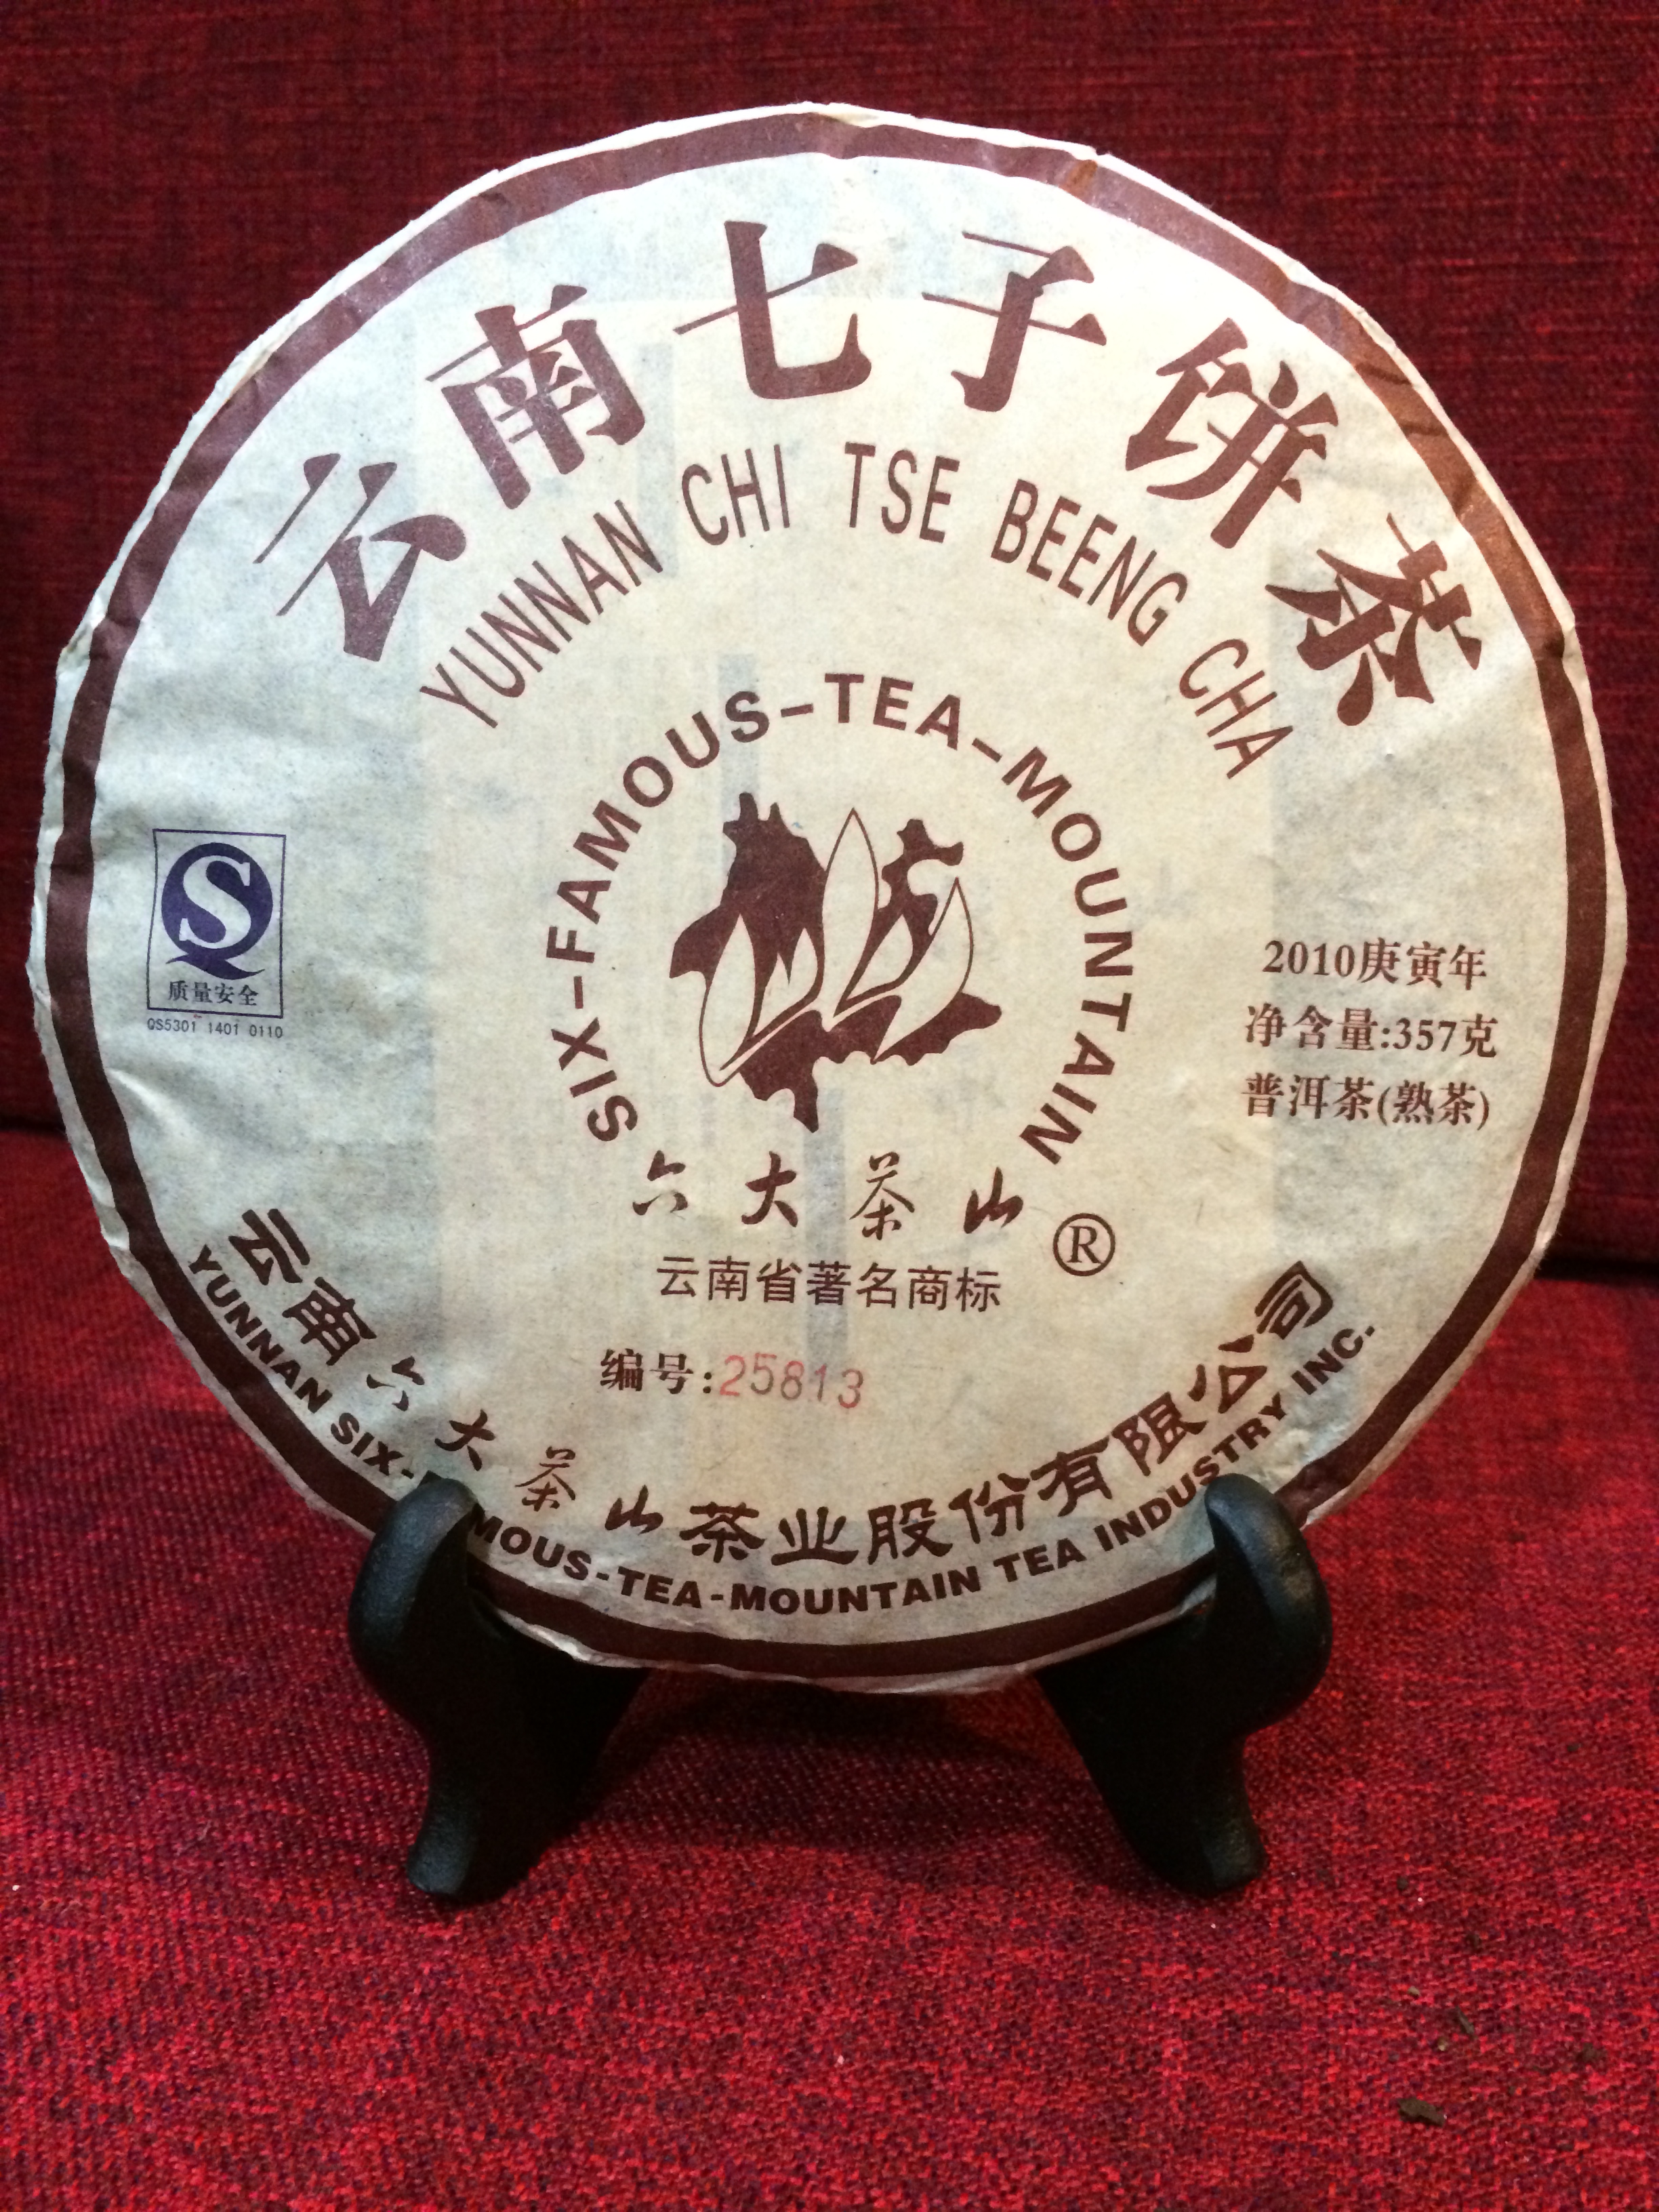 云南七子饼茶
YUNNAN CHI TSE BEENG CHA
SIX-FAMOUS-TEA-MOUNTAIN
六大茶山®
云南省著名商标
编号:25813
S
质量安全
QS5301 1401 0110
2010庚寅年
净含量:357克
普洱茶(熟茶)
云南六大茶山茶业股份有限公司
YUNNAN SIX- MOUS-TEA-MOUNTAIN TEA INDUSTRY INC.